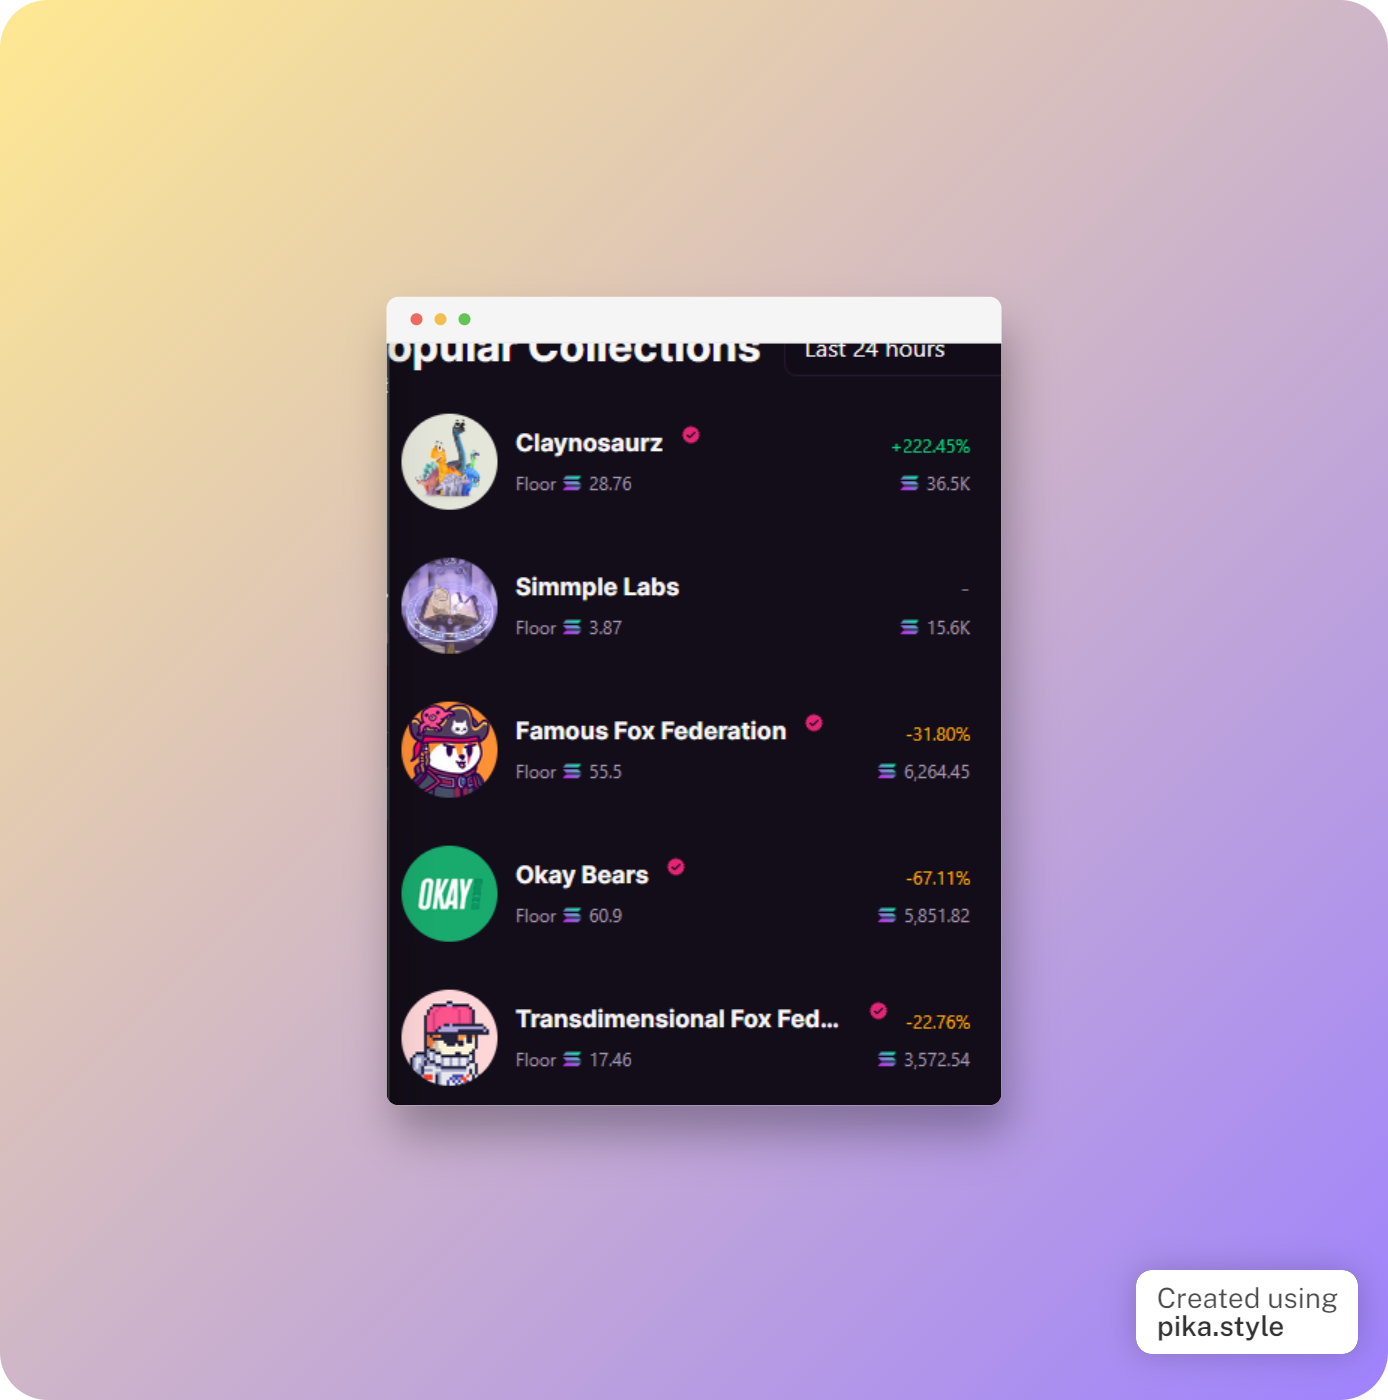 opular Collections
Last 24 hours
Claynosaurz
+222.45%
Floor 28.76
36.5K
Simmple Labs
-
Floor 3.87
15.6K
Famous Fox Federation
-31.80%
Floor 55.5
6,264.45
OKAY
Okay Bears
-67.11%
Floor 60.9
5,851.82
Transdimensional Fox Fed...
-22.76%
Floor 17.46
3,572.54
Created using
pika.style